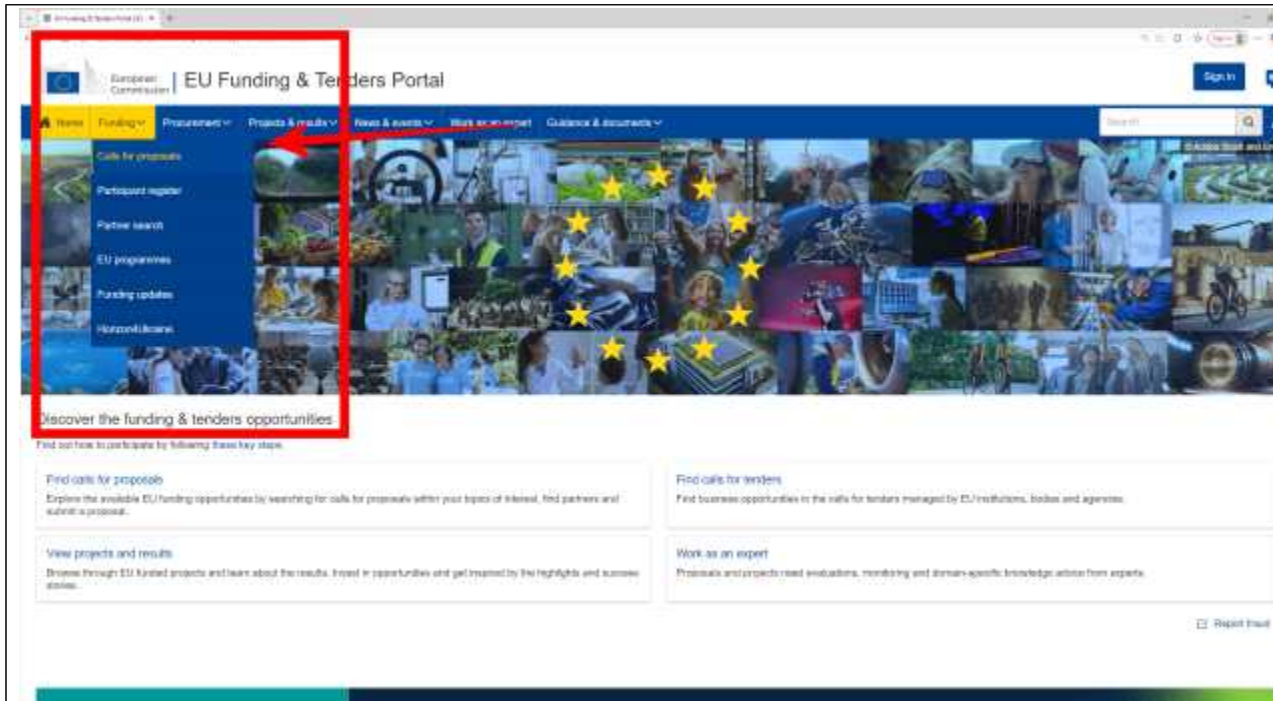 EU Funding & Tenders Portal
European Commission
EU Funding & Tenders Portal
Sign in
Home Funding Procurement Projects & results News & events Work as an expert Guidance & documents
Search
Calls for proposals
Participant register
Partner search
EU programmes
Funding updates
Horizon4Ukraine
Discover the funding & tenders opportunities
Find out how to participate by following these key steps.
Find calls for proposals
Explore the available EU funding opportunities by searching for calls for proposals within your topics of interest, find partners and
submit a proposal.
Find calls for tenders
Find business opportunities in the calls for tenders managed by EU institutions, bodies and agencies.
View projects and results
Browse through EU funded projects and learn about the results. Invest in opportunities and get inspired by the highlights and success
stories.
Work as an expert
Proposals and projects need evaluations, monitoring and domain-specific knowledge advice from experts.
Report fraud